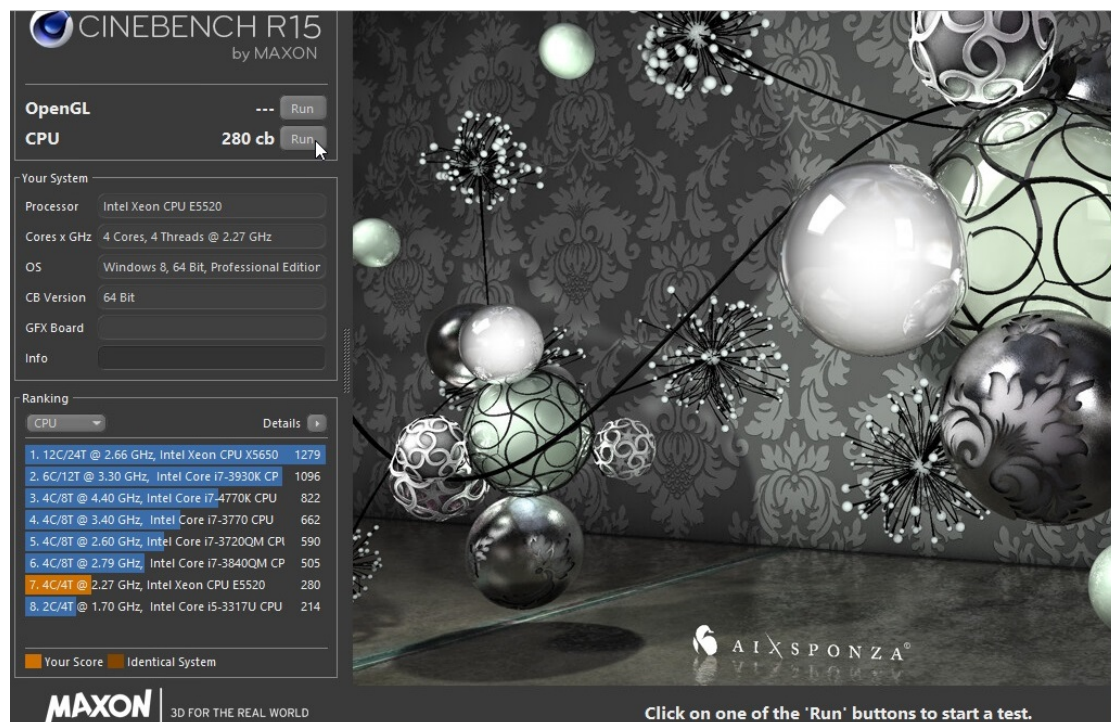 CINEBENCH R15
by MAXON
OpenGL --- Run
CPU 280 cb Run
Your System
Processor Intel Xeon CPU E5520
Cores x GHz 4 Cores, 4 Threads @ 2.27 GHz
OS Windows 8, 64 Bit, Professional Edition
CB Version 64 Bit
GFX Board
Info
Ranking
CPU Details
1. 12C/24T @ 2.66 GHz, Intel Xeon CPU X5650 1279
2. 6C/12T @ 3.30 GHz, Intel Core i7-3930K CP 1096
3. 4C/8T @ 4.40 GHz, Intel Core i7-4770K CPU 822
4. 4C/8T @ 3.40 GHz, Intel Core i7-3770 CPU 662
5. 4C/8T @ 2.60 GHz, Intel Core i7-3720QM CPU 590
6. 4C/8T @ 2.79 GHz, Intel Core i7-3840QM CP 505
7. 4C/4T @ 2.27 GHz, Intel Xeon CPU E5520 280
8. 2C/4T @ 1.70 GHz, Intel Core i5-3317U CPU 214
Your Score Identical System
MAXON 3D FOR THE REAL WORLD
AIXSPONZA®
Click on one of the 'Run' buttons to start a test.